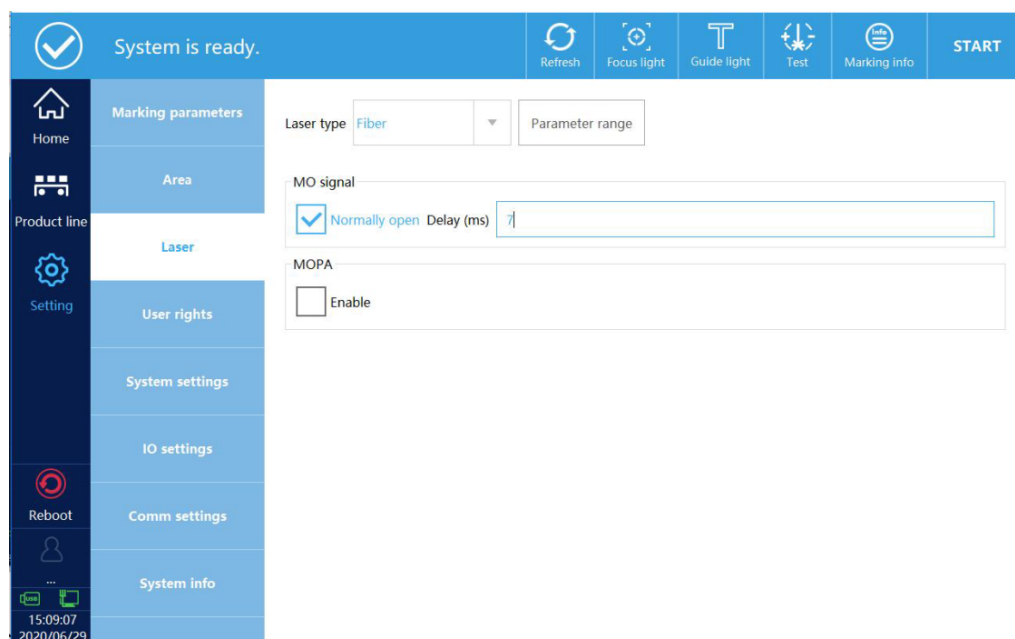 System is ready.
Refresh
Focus light
Guide light
Test
Info
Marking info
START
Home
Product line
Setting
Reboot
...
15:09:07
2020/06/29
Marking parameters
Area
Laser
User rights
System settings
IO settings
Comm settings
System info
Laser type Fiber
Parameter range
MO signal
Normally open Delay (ms) 7
MOPA
Enable